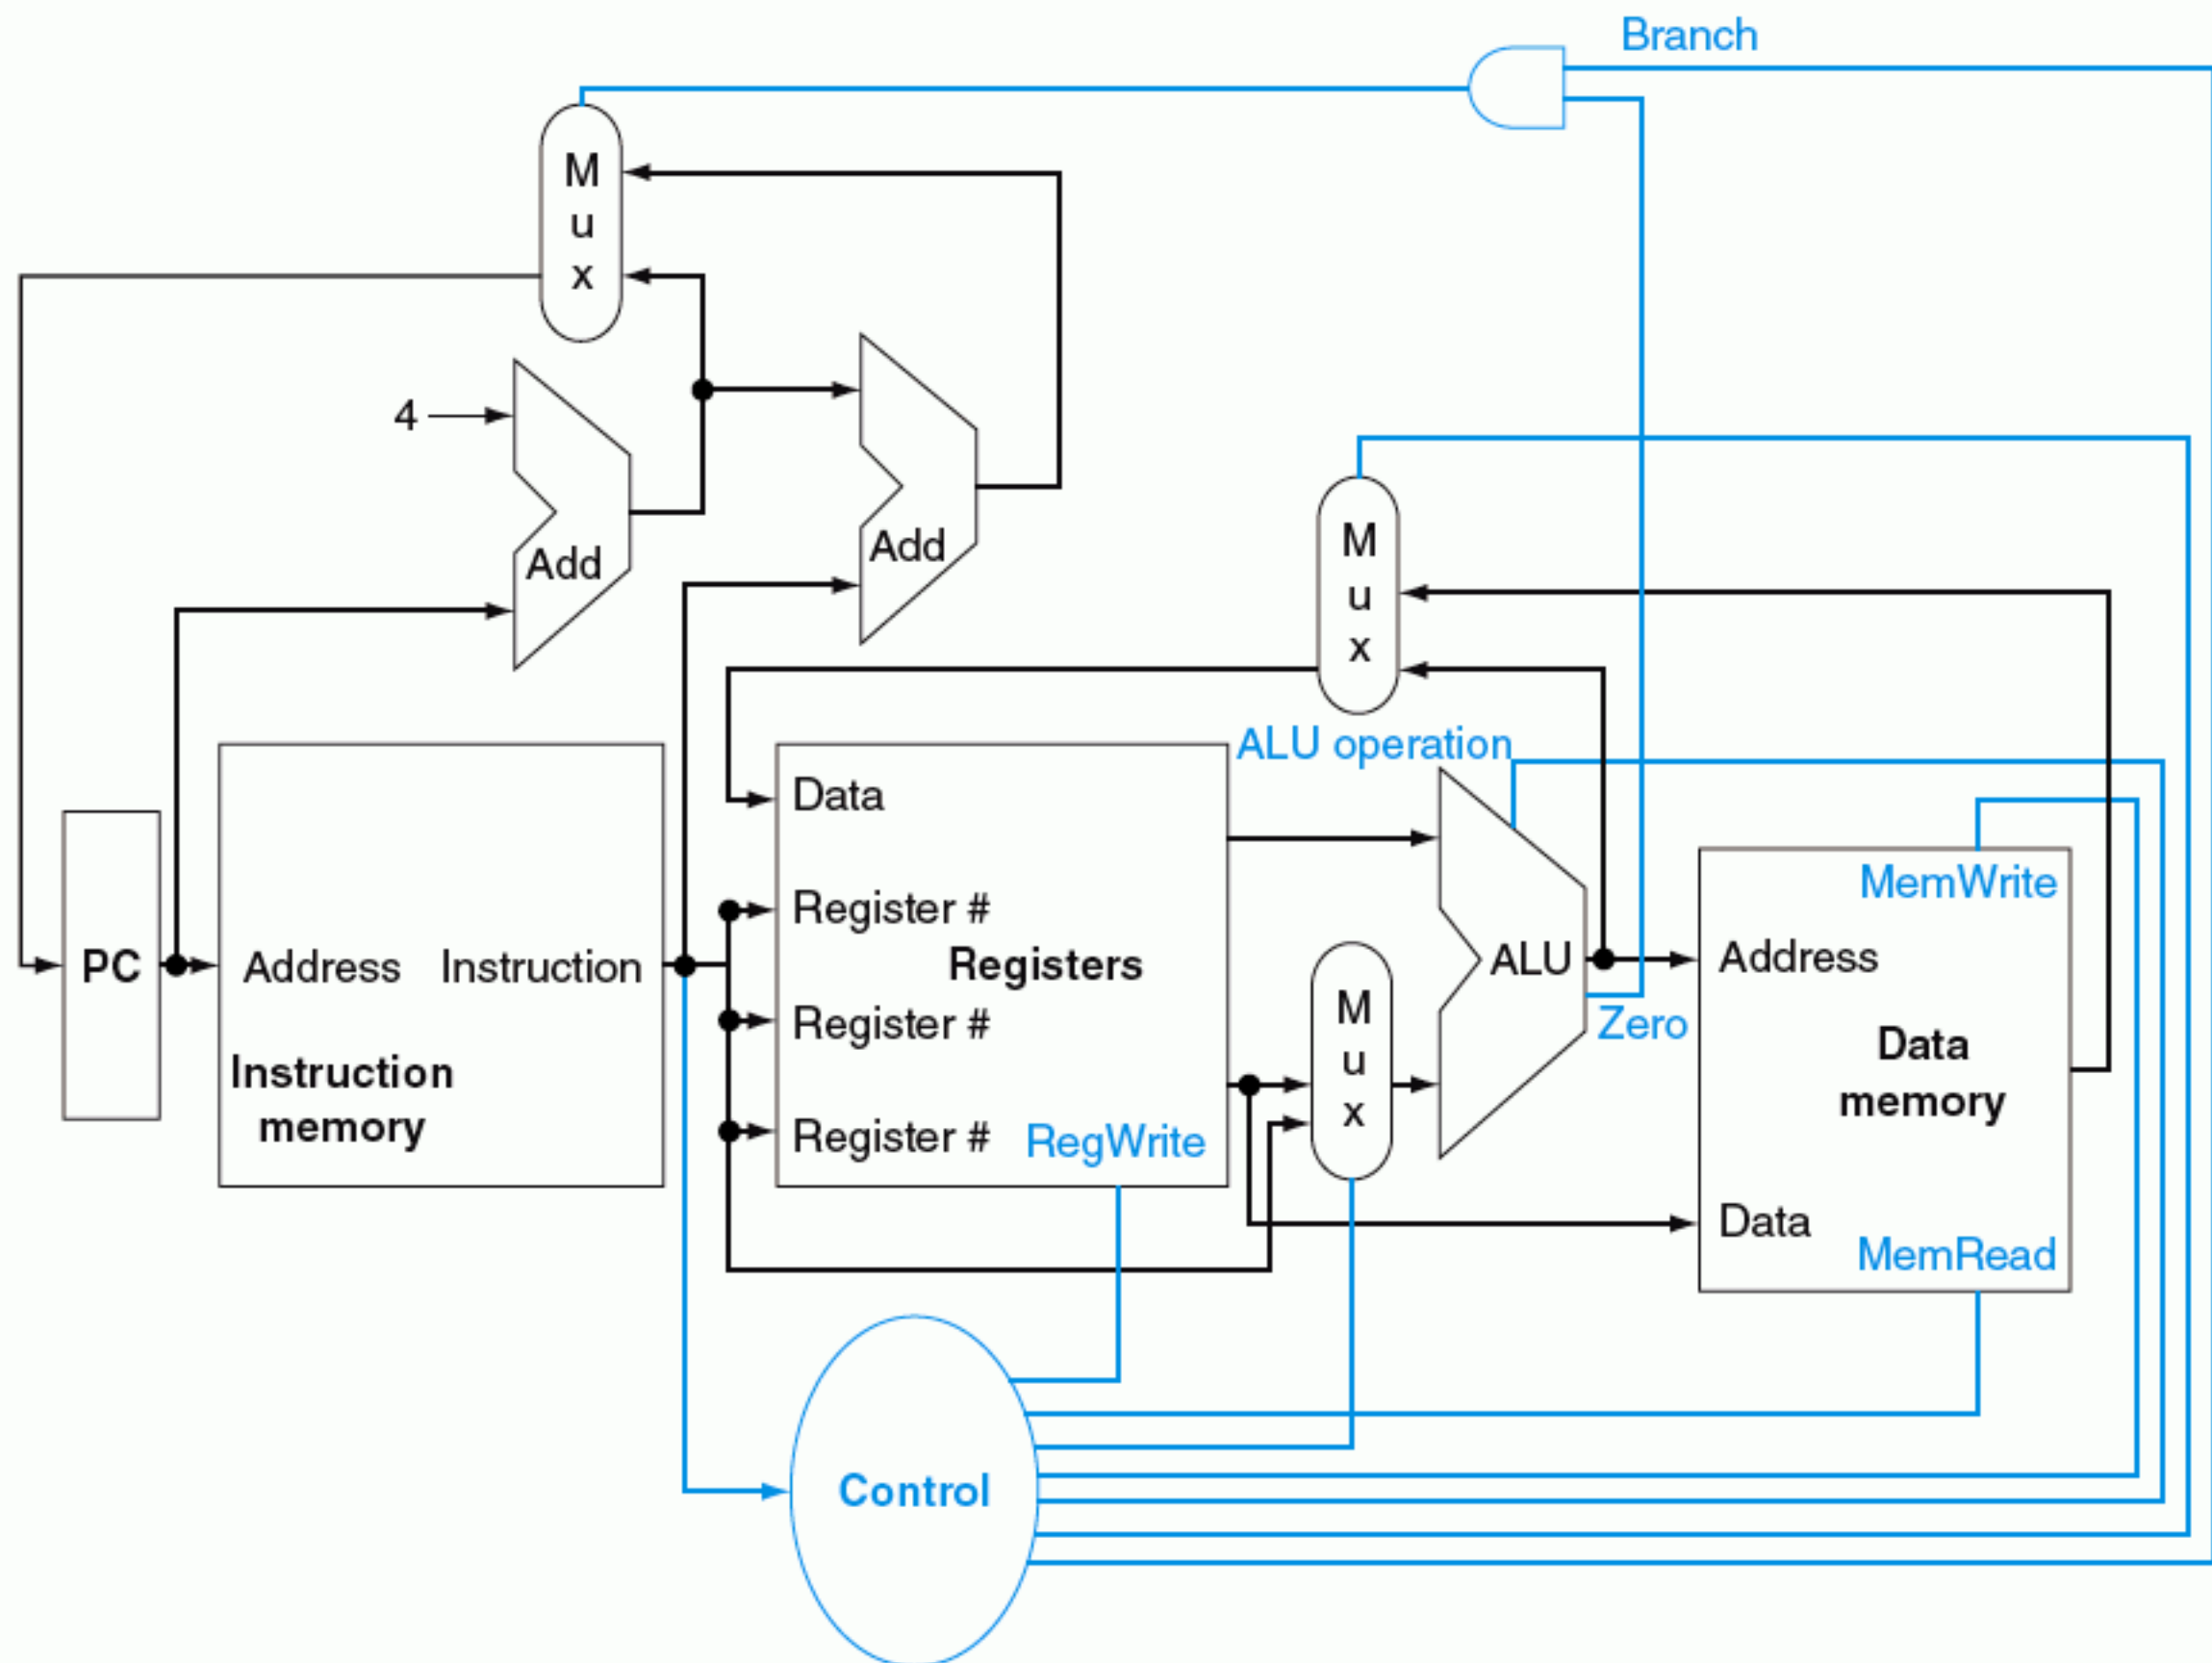 Branch
M
u
x
4
Add
Add
M
u
x
ALU operation
Data
Register #
Registers
Register #
Register #
RegWrite
PC
Address Instruction
Instruction
memory
M
u
x
ALU
Zero
MemWrite
Address
Data
memory
Data
MemRead
Control